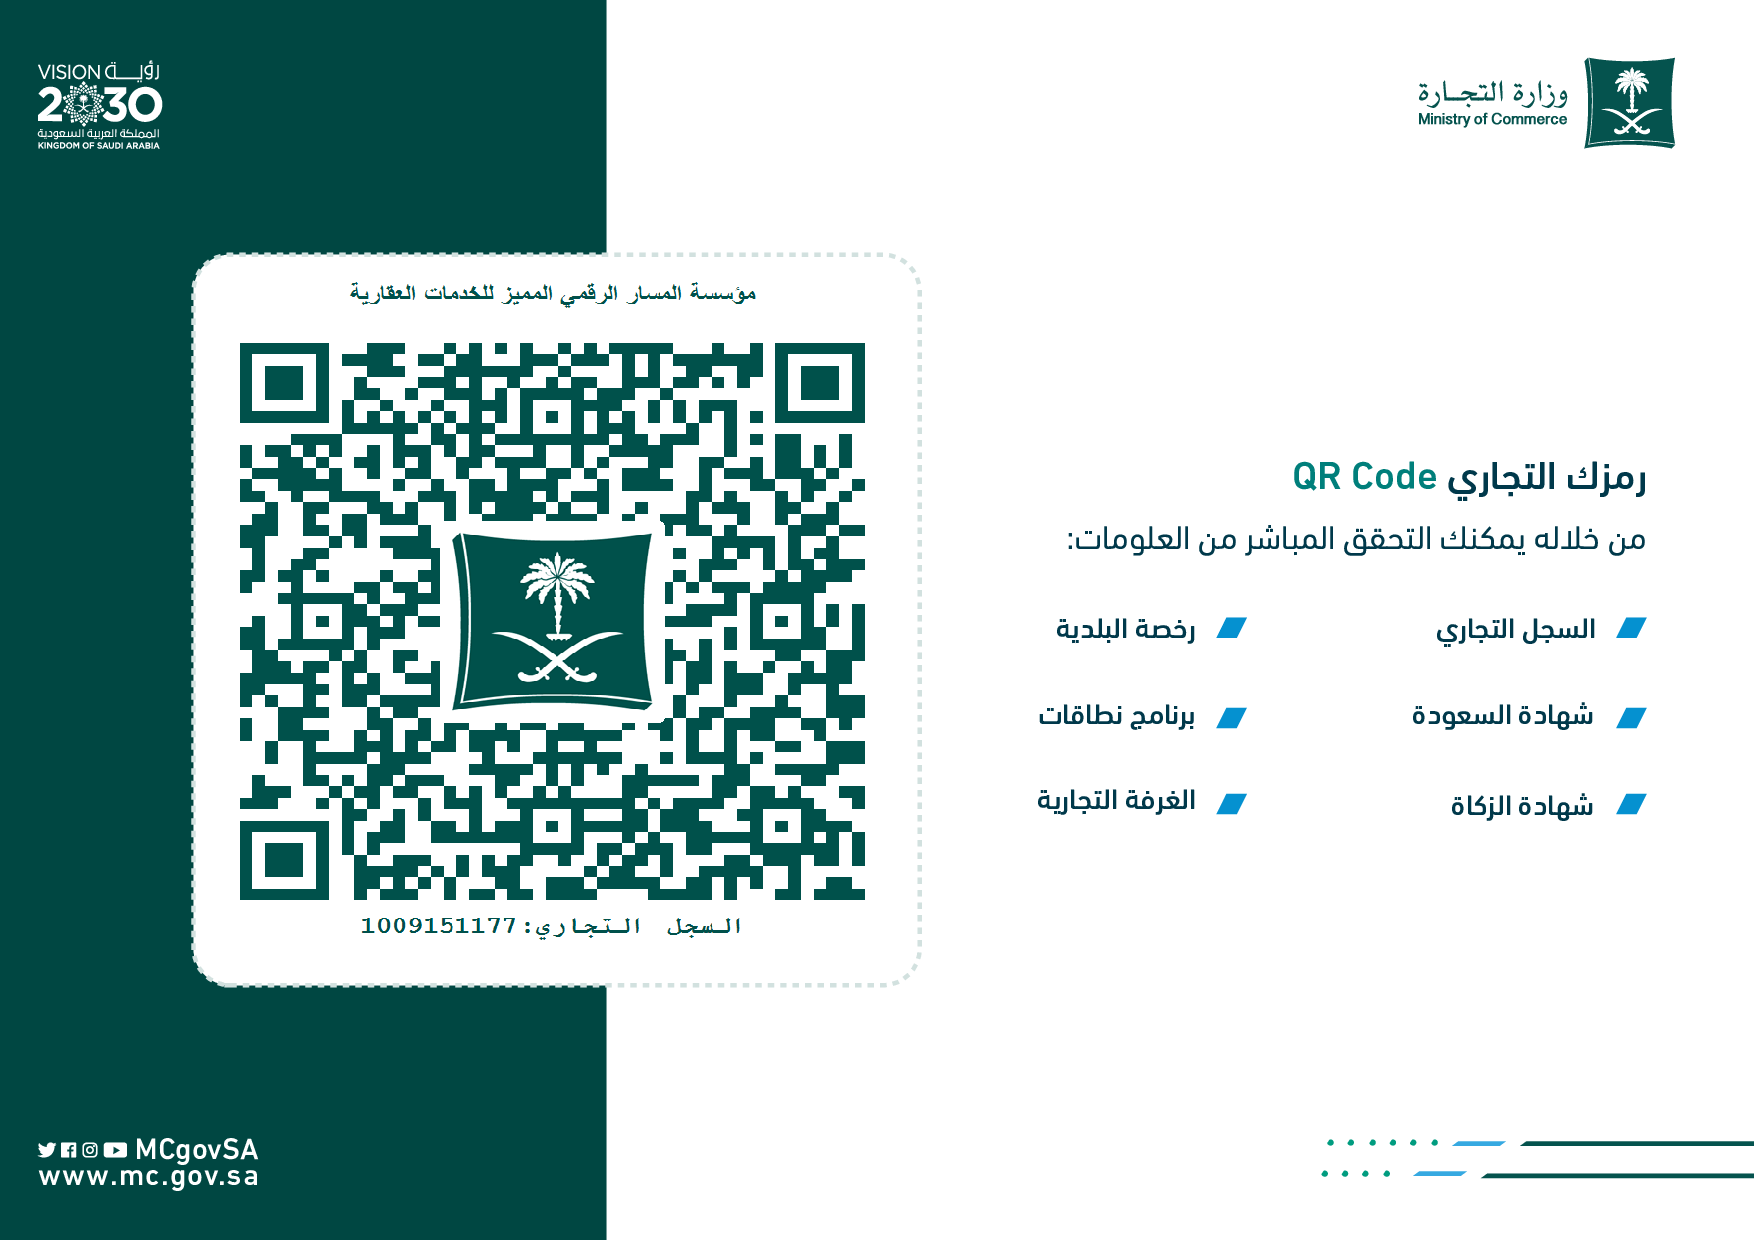 VISION رؤيــة
2030
المملكة العربية السعودية
KINGDOM OF SAUDI ARABIA
وزارة التجـارة
Ministry of Commerce
مؤسسة المسار الرقمي المميز للخدمات العقارية
السجل التجاري:1009151177
رمزك التجاري QR Code
من خلاله يمكنك التحقق المباشر من العلومات:
السجل التجاري
رخصة البلدية
شهادة السعودة
برنامج نطاقات
شهادة الزكاة
الغرفة التجارية
MCgovSA
www.mc.gov.sa